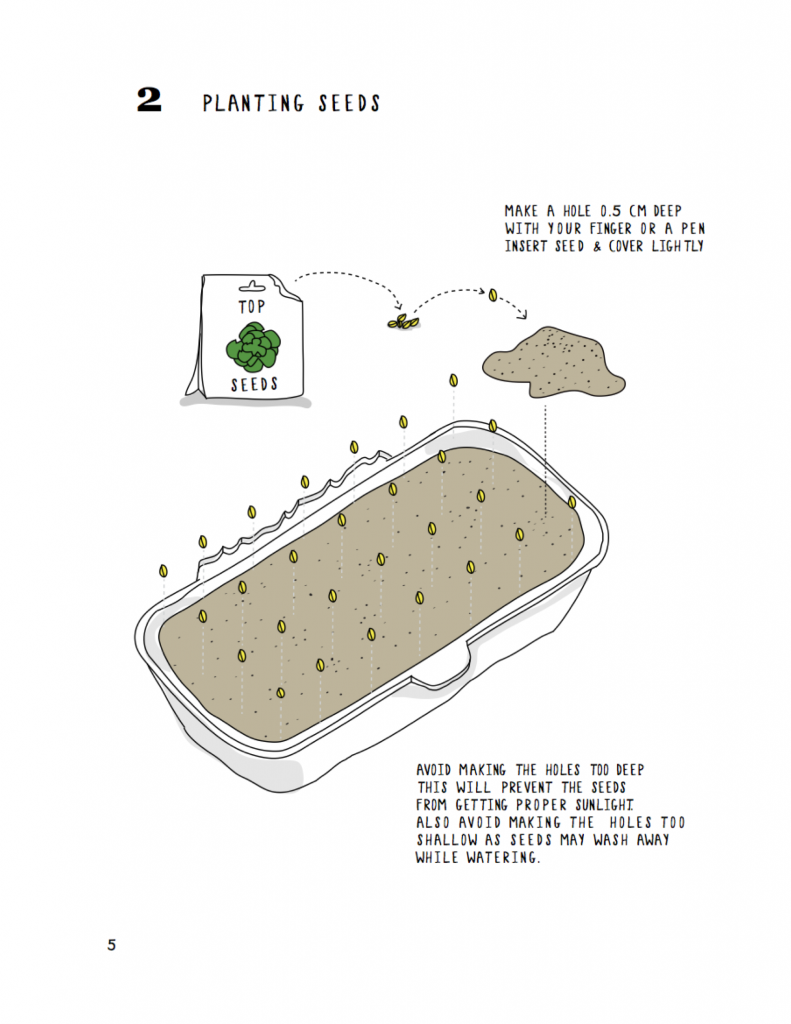 2 PLANTING SEEDS
MAKE A HOLE 0.5 CM DEEP
WITH YOUR FINGER OR A PEN
INSERT SEED & COVER LIGHTLY
TOP
SEEDS
AVOID MAKING THE HOLES TOO DEEP
THIS WILL PREVENT THE SEEDS
FROM GETTING PROPER SUNLIGHT.
ALSO AVOID MAKING THE HOLES TOO
SHALLOW AS SEEDS MAY WASH AWAY
WHILE WATERING.
5